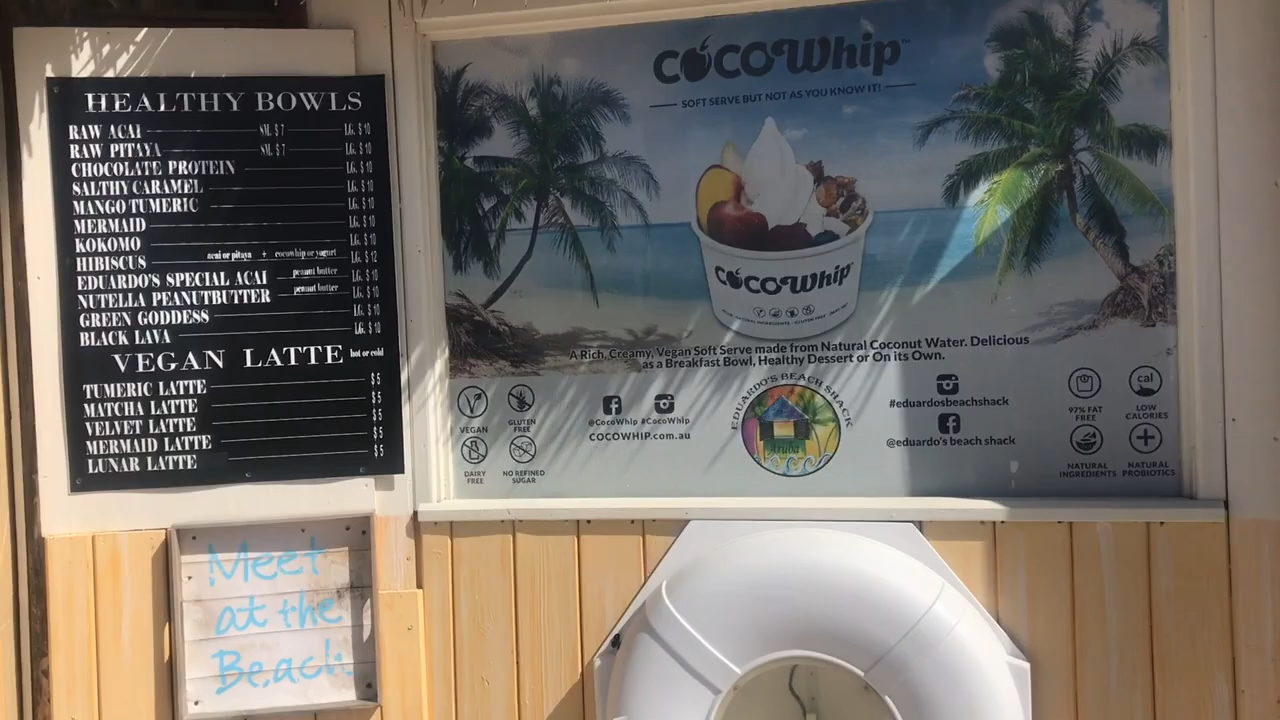 HEALTHY BOWLS
RAW ACAI SM. $ 7 LG. $ 10
RAW PITAYA SM. $ 7 LG. $ 10
CHOCOLATE PROTEIN LG. $ 10
SALTHY CARAMEL LG. $ 10
MANGO TUMERIC LG. $ 10
MERMAID LG. $ 10
KOKOMO LG. $ 10
HIBISCUS acai or pitaya + cocowhip or yogurt LG. $ 12
EDUARDO'S SPECIAL ACAI peanut butter LG. $ 10
NUTELLA PEANUTBUTTER peanut butter LG. $ 10
GREEN GODDESS LG. $ 10
BLACK LAVA LG. $ 10
VEGAN LATTE hot or cold
TUMERIC LATTE $ 5
MATCHA LATTE $ 5
VELVET LATTE $ 5
MERMAID LATTE $ 5
LUNAR LATTE $ 5
Meet
at the
Beach.
COCOWhip™
SOFT SERVE BUT NOT AS YOU KNOW IT!
COCOWhip
A Rich, Creamy, Vegan Soft Serve made from Natural Coconut Water. Delicious
as a Breakfast Bowl, Healthy Dessert or On its Own.
VEGAN
GLUTEN
FREE
DAIRY
FREE
NO REFINED
SUGAR
@CocoWhip #CocoWhip
COCOWHIP.com.au
EDUARDO'S BEACH SHACK
Aruba
#eduardosbeachshack
@eduardo's beach shack
97% FAT
FREE
cal
LOW
CALORIES
NATURAL
INGREDIENTS
NATURAL
PROBIOTICS